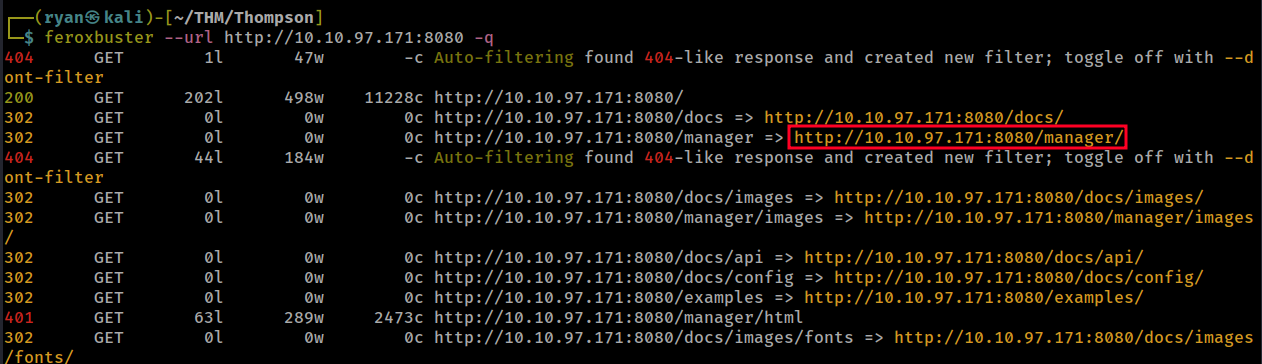 ┌──(ryan㉿kali)-[~/THM/Thompson]
└─$ feroxbuster --url http://10.10.97.171:8080 -q
404 GET 1l 47w -c Auto-filtering found 404-like response and created new filter; toggle off with --d
ont-filter
200 GET 202l 498w 11228c http://10.10.97.171:8080/
302 GET 0l 0w 0c http://10.10.97.171:8080/docs => http://10.10.97.171:8080/docs/
302 GET 0l 0w 0c http://10.10.97.171:8080/manager => http://10.10.97.171:8080/manager/
404 GET 44l 184w -c Auto-filtering found 404-like response and created new filter; toggle off with --d
ont-filter
302 GET 0l 0w 0c http://10.10.97.171:8080/docs/images => http://10.10.97.171:8080/docs/images/
302 GET 0l 0w 0c http://10.10.97.171:8080/manager/images => http://10.10.97.171:8080/manager/images
/
302 GET 0l 0w 0c http://10.10.97.171:8080/docs/api => http://10.10.97.171:8080/docs/api/
302 GET 0l 0w 0c http://10.10.97.171:8080/docs/config => http://10.10.97.171:8080/docs/config/
302 GET 0l 0w 0c http://10.10.97.171:8080/examples => http://10.10.97.171:8080/examples/
401 GET 63l 289w 2473c http://10.10.97.171:8080/manager/html
302 GET 0l 0w 0c http://10.10.97.171:8080/docs/images/fonts => http://10.10.97.171:8080/docs/images
/fonts/